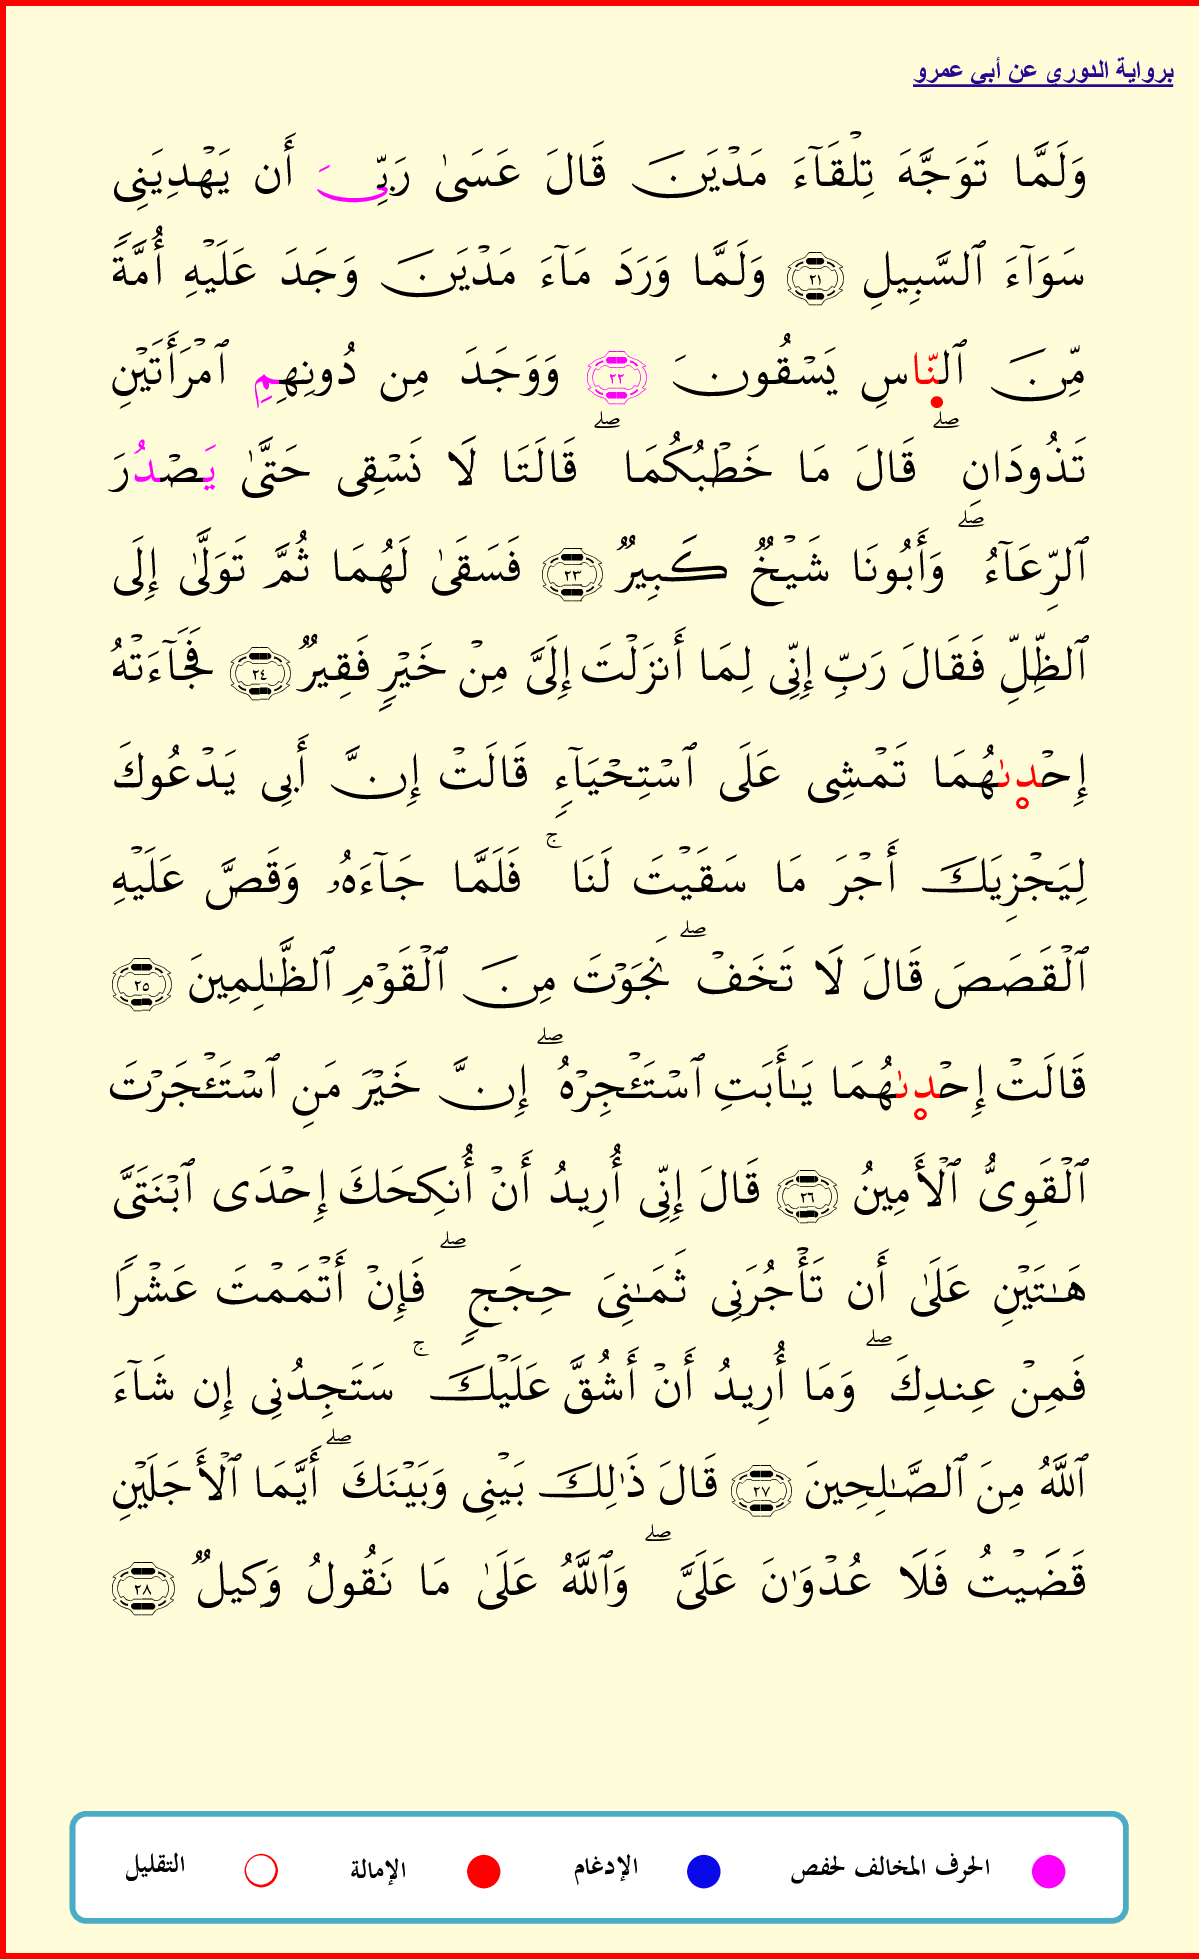 برواية الدوري عن أبي عمرو
وَلَمَّا تَوَجَّهَ تِلْقَآءَ مَدْيَنَ قَالَ عَسَىٰ رَبِّيَ أَن يَهْدِيَنِى
سَوَآءَ ٱلسَّبِيلِ ٢١ وَلَمَّا وَرَدَ مَآءَ مَدْيَنَ وَجَدَ عَلَيْهِ أُمَّةً
مِّنَ ٱلنَّاسِ يَسْقُونَ ٢٢ وَوَجَدَ مِن دُونِهِمِ ٱمْرَأَتَيْنِ
تَذُودَانِ ۖ قَالَ مَا خَطْبُكُمَا ۖ قَالَتَا لَا نَسْقِى حَتَّىٰ يَصْدُرَ
ٱلرِّعَآءُ ۖ وَأَبُونَا شَيْخٌ كَبِيرٌ ٢٣ فَسَقَىٰ لَهُمَا ثُمَّ تَوَلَّىٰ إِلَى
ٱلظِّلِّ فَقَالَ رَبِّ إِنِّى لِمَا أَنزَلْتَ إِلَىَّ مِنْ خَيْرٍ فَقِيرٌ ٢٤ فَجَآءَتْهُ
إِحْدىٰهُمَا تَمْشِى عَلَى ٱسْتِحْيَآءٍ قَالَتْ إِنَّ أَبِى يَدْعُوكَ
لِيَجْزِيَكَ أَجْرَ مَا سَقَيْتَ لَنَا ۚ فَلَمَّا جَآءَهُۥ وَقَصَّ عَلَيْهِ
ٱلْقَصَصَ قَالَ لَا تَخَفْ ۖ نَجَوْتَ مِنَ ٱلْقَوْمِ ٱلظَّٰلِمِينَ ٢٥
قَالَتْ إِحْدىٰهُمَا يَٰأَبَتِ ٱسْتَـْٔجِرْهُ ۖ إِنَّ خَيْرَ مَنِ ٱسْتَـْٔجَرْتَ
ٱلْقَوِىُّ ٱلْأَمِينُ ٢٦ قَالَ إِنِّى أُرِيدُ أَنْ أُنكِحَكَ إِحْدَى ٱبْنَتَىَّ
هَٰتَيْنِ عَلَىٰ أَن تَأْجُرَنِى ثَمَٰنِىَ حِجَجٍ ۖ فَإِنْ أَتْمَمْتَ عَشْرًا
فَمِنْ عِندِكَ ۖ وَمَا أُرِيدُ أَنْ أَشُقَّ عَلَيْكَ ۚ سَتَجِدُنِى إِن شَآءَ
ٱللَّهُ مِنَ ٱلصَّٰلِحِينَ ٢٧ قَالَ ذَٰلِكَ بَيْنِى وَبَيْنَكَ ۖ أَيَّمَا ٱلْأَجَلَيْنِ
قَضَيْتُ فَلَا عُدْوَٰنَ عَلَىَّ ۖ وَٱللَّهُ عَلَىٰ مَا نَقُولُ وَكِيلٌ ٢٨
الحرف المخالف لحفص الإدغام الإمالة التقليل